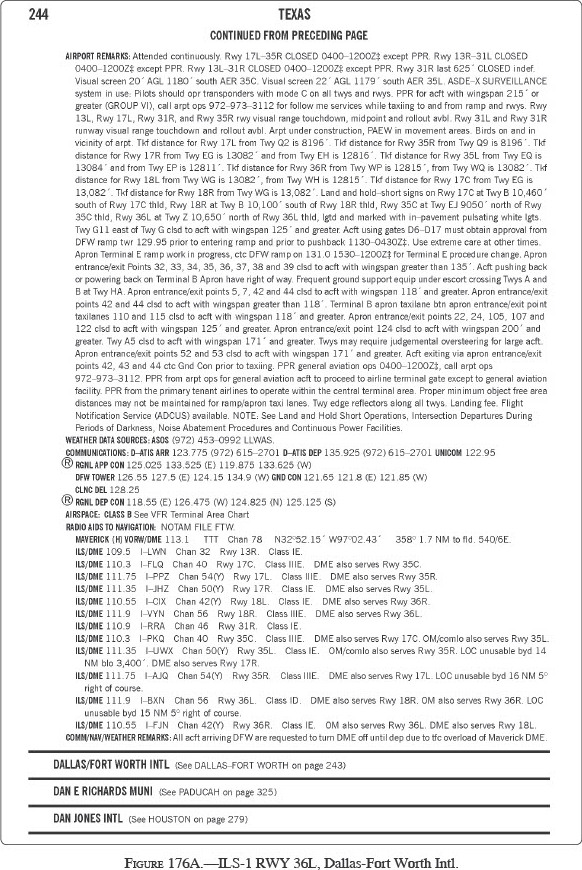 244 TEXAS
CONTINUED FROM PRECEDING PAGE
AIRPORT REMARKS: Attended continuously. Rwy 17L–35R CLOSED 0400–1200Z‡ except PPR. Rwy 13R–31L CLOSED
0400–1200Z‡ except PPR. Rwy 13L–31R CLOSED 0400–1200Z‡ except PPR. Rwy 31R last 625´ CLOSED indef.
Visual screen 20´ AGL 1180´ south AER 35C. Visual screen 22´ AGL 1179´ south AER 35L. ASDE–X SURVEILLANCE
system in use: Pilots should opr transponders with mode C on all twys and rwys. PPR for acft with wingspan 215´ or
greater (GROUP VI), call arpt ops 972–973–3112 for follow me services while taxiing to and from ramp and rwys. Rwy
13L, Rwy 17L, Rwy 31R, and Rwy 35R rwy visual range touchdown, midpoint and rollout avbl. Rwy 31L and Rwy 31R
runway visual range touchdown and rollout avbl. Arpt under construction, PAEW in movement areas. Birds on and in
vicinity of arpt. Tkf distance for Rwy 17L from Twy Q2 is 8196´. Tkf distance for Rwy 35R from Twy Q9 is 8196´. Tkf
distance for Rwy 17R from Twy EG is 13082´ and from Twy EH is 12816´. Tkf distance for Rwy 35L from Twy EQ is
13084´ and from Twy EP is 12811´. Tkf distance for Rwy 36R from Twy WP is 12815´, from Twy WQ is 13082´. Tkf
distance for Rwy 18L from Twy WG is 13082´, from Twy WH is 12815´. Tkf distance for Rwy 17C from Twy EG is
13,082´. Tkf distance for Rwy 18R from Twy WG is 13,082´. Land and hold–short signs on Rwy 17C at Twy B 10,460´
south of Rwy 17C thld, Rwy 18R at Twy B 10,100´ south of Rwy 18R thld, Rwy 35C at Twy EJ 9050´ north of Rwy
35C thld, Rwy 36L at Twy Z 10,650´ north of Rwy 36L thld, lgtd and marked with in–pavement pulsating white lgts.
Twy G11 east of Twy G clsd to acft with wingspan 125´ and greater. Acft using gates D6–D17 must obtain approval from
DFW ramp twr 129.95 prior to entering ramp and prior to pushback 1130–0430Z‡. Use extreme care at other times.
Apron Terminal E ramp work in progress, ctc DFW ramp on 131.0 1530–1200Z‡ for Terminal E procedure change. Apron
entrance/exit Points 32, 33, 34, 35, 36, 37, 38 and 39 clsd to acft with wingspan greater than 135´. Acft pushing back
or powering back on Terminal B Apron have right of way. Frequent ground support equip under escort crossing Twys A and
B at Twy HA. Apron entrance/exit points 5, 7, 42 and 44 clsd to acft with wingspan 118´ and greater. Apron entrance/exit
points 42 and 44 clsd to acft wingspan greater than 118´. Terminal B apron taxilane btn apron entrance/exit point
taxilanes 110 and 115 clsd to acft with wingspan 118´ and greater. Apron entrance/exit points 22, 24, 105, 107 and
122 clsd to acft with wingspan 125´ and greater. Apron entrance/exit point 124 clsd to acft with wingspan 200´ and
greater. Twy A5 clsd to acft with wingspan 171´ and greater. Twys may require judgemental oversteering for large acft.
Apron entrance/exit points 52 and 53 clsd to acft with wingspan 171´ and greater. Acft exiting via apron entrance/exit
points 42, 43 and 44 ctc Gnd Con prior to taxiing. PPR general aviation ops 0400–1200Z‡, call arpt ops
972–973–3112. PPR from arpt ops for general aviation acft to proceed to airline terminal gate except to general aviation
facility. PPR from the primary tenant airlines to operate within the central terminal area. Proper minimum object free area
distances may not be maintained for ramp/apron taxi lanes. Twy edge reflectors along all twys. Landing fee. Flight
Notification Service (ADCUS) available. NOTE: See Land and Hold Short Operations, Intersection Departures During
Periods of Darkness, Noise Abatement Procedures and Continuous Power Facilities.
WEATHER DATA SOURCES: ASOS (972) 453–0992 LLWAS.
COMMUNICATIONS: D–ATIS ARR 123.775 (972) 615–2701 D–ATIS DEP 135.925 (972) 615–2701 UNICOM 122.95
Ⓡ RGNL APP CON 125.025 133.525 (E) 119.875 133.625 (W)
DFW TOWER 126.55 127.5 (E) 124.15 134.9 (W) GND CON 121.65 121.8 (E) 121.85 (W)
CLNC DEL 128.25
Ⓡ RGNL DEP CON 118.55 (E) 126.475 (W) 124.825 (N) 125.125 (S)
AIRSPACE: CLASS B See VFR Terminal Area Chart
RADIO AIDS TO NAVIGATION: NOTAM FILE FTW.
MAVERICK (H) VORW/DME 113.1 TTT Chan 78 N32°52.15´ W97°02.43´ 358° 1.7 NM to fld. 540/6E.
ILS/DME 109.5 I–LWN Chan 32 Rwy 13R. Class IE.
ILS/DME 110.3 I–FLQ Chan 40 Rwy 17C. Class IIIE. DME also serves Rwy 35C.
ILS/DME 111.75 I–PPZ Chan 54(Y) Rwy 17L. Class IIIE. DME also serves Rwy 35R.
ILS/DME 111.35 I–JHZ Chan 50(Y) Rwy 17R. Class IE. DME also serves Rwy 35L.
ILS/DME 110.55 I–CIX Chan 42(Y) Rwy 18L. Class IE. DME also serves Rwy 36R.
ILS/DME 111.9 I–VYN Chan 56 Rwy 18R. Class IIIE. DME also serves Rwy 36L.
ILS/DME 110.9 I–RRA Chan 46 Rwy 31R. Class IE.
ILS/DME 110.3 I–PKQ Chan 40 Rwy 35C. Class IIIE. DME also serves Rwy 17C. OM/comlo also serves Rwy 35L.
ILS/DME 111.35 I–UWX Chan 50(Y) Rwy 35L. Class IE. OM/comlo also serves Rwy 35R. LOC unusable byd 14
NM blo 3,400´. DME also serves Rwy 17R.
ILS/DME 111.75 I–AJQ Chan 54(Y) Rwy 35R. Class IIIE. DME also serves Rwy 17L. LOC unusable byd 16 NM 5°
right of course.
ILS/DME 111.9 I–BXN Chan 56 Rwy 36L. Class ID. DME also serves Rwy 18R. OM also serves Rwy 36R. LOC
unusable byd 15 NM 5° right of course.
ILS/DME 110.55 I–FJN Chan 42(Y) Rwy 36R. Class IE. OM also serves Rwy 36L. DME also serves Rwy 18L.
COMM/NAV/WEATHER REMARKS: All acft arriving DFW are requested to turn DME off until dep due to tfc overload of Maverick DME.
DALLAS/FORT WORTH INTL (See DALLAS–FORT WORTH on page 243)
DAN E RICHARDS MUNI (See PADUCAH on page 325)
DAN JONES INTL (See HOUSTON on page 279)
FIGURE 176A.—ILS-1 RWY 36L, Dallas-Fort Worth Intl.